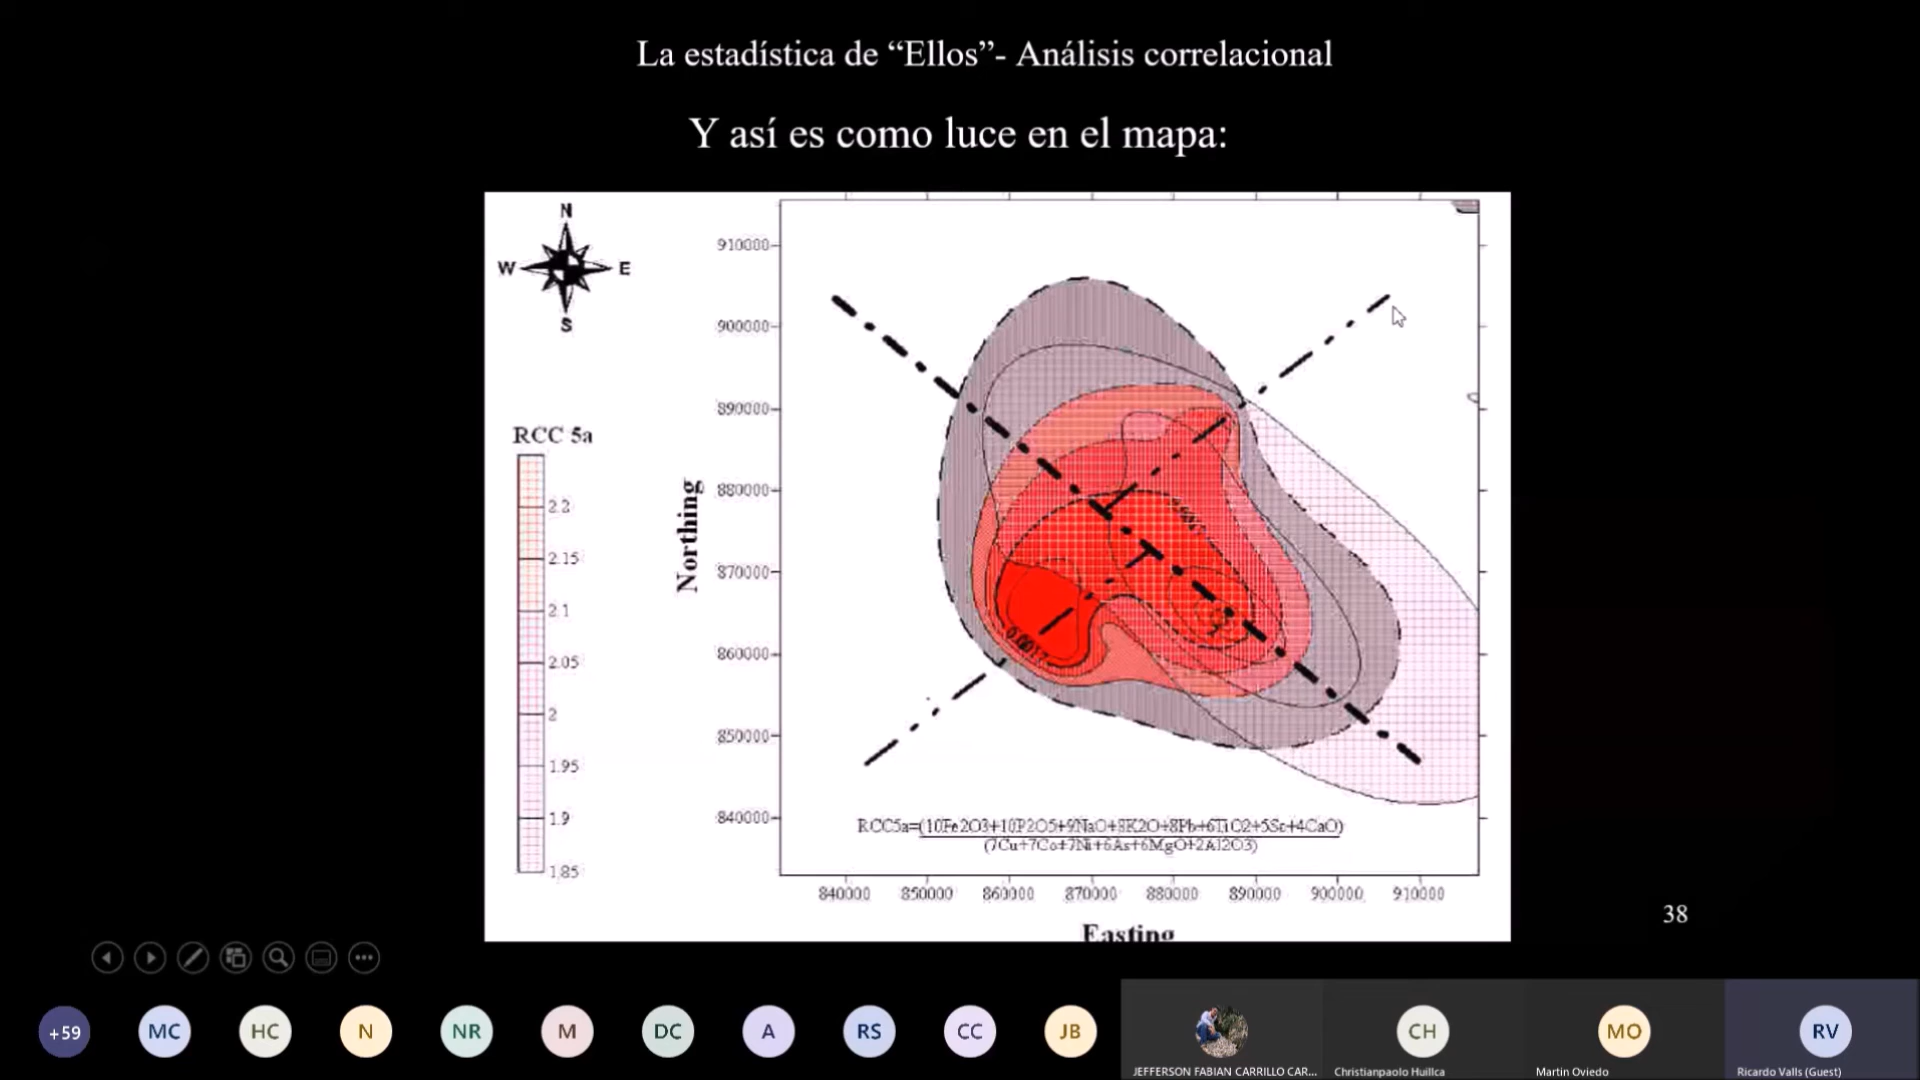 La estadística de “Ellos”- Análisis correlacional
Y así es como luce en el mapa:
N
W E
S
RCC 5a
2.2
2.15
2.1
2.05
2
1.95
1.9
1.85
Northing
910000
900000
890000
880000
870000
860000
850000
840000
0.0017
RCC5a=(10Fe2O3+10P2O5+9NaO+8K2O+8Pb+6TiO2+5Sc+4CaO)
(7Cu+7Co+7Ni+6As+6MgO+2Al2O3)
840000 850000 860000 870000 880000 890000 900000 910000
Easting
38
+59 MC HC N NR M DC A RS CC JB CH MO RV
JEFFERSON FABIAN CARRILLO CAR... Christianpaolo Huillca Martin Oviedo Ricardo Valls (Guest)